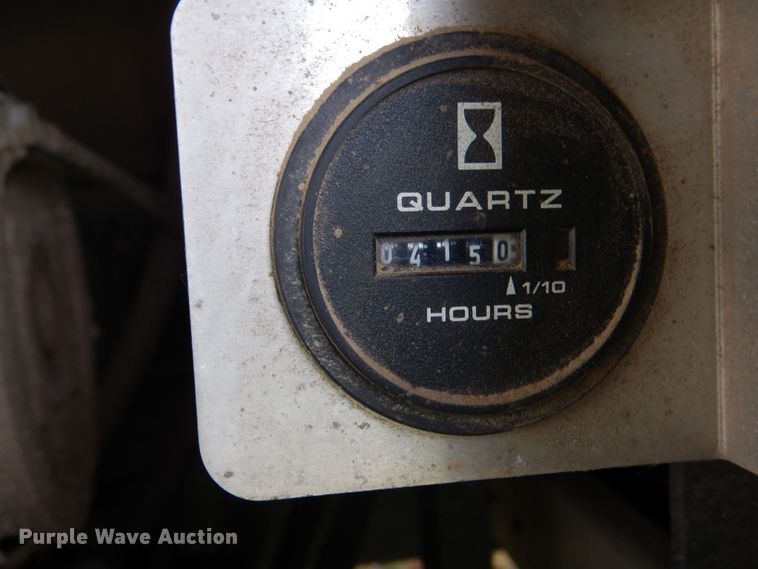 QUARTZ
04150
1/10
HOURS
Purple Wave Auction